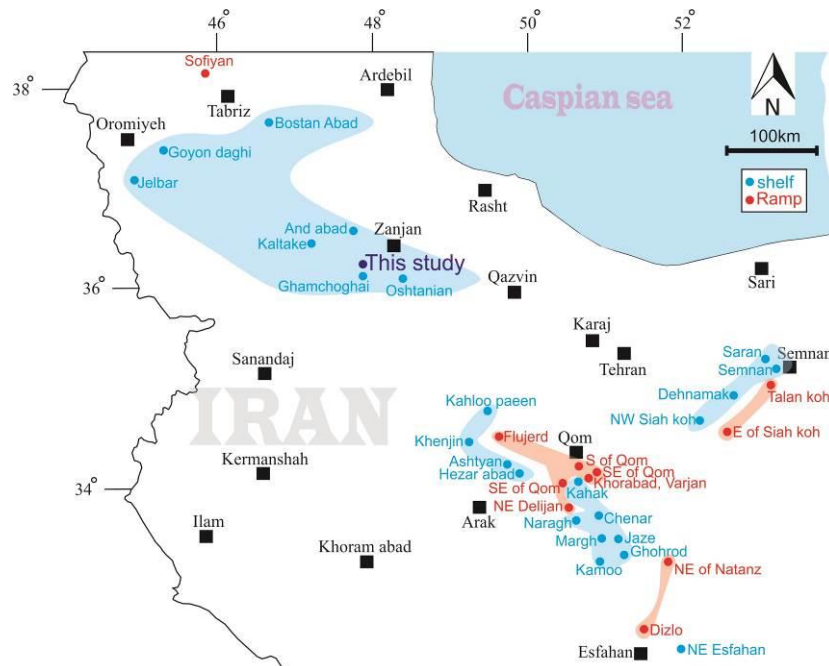 46°
48°
50°
52°
38°
36°
34°
Sofiyan
Tabriz
Ardebil
Caspian sea
N
100km
Oromiyeh
Bostan Abad
Goyon daghi
Jelbar
shelf
Ramp
Rasht
And abad
Zanjan
Kaltake
This study
Ghamchoghai
Oshtanian
Qazvin
Sari
Karaj
Tehran
Saran
Semnan
Semnan
Sanandaj
Dehnamak
Talan koh
IRAN
Kahloo paeen
NW Siah koh
E of Siah koh
Khenjin
Flujerd
Qom
Kermanshah
Ashtyan
S of Qom
SE of Qom
Hezar abad
Khorabad, Varjan
SE of Qom
Kahak
Arak
NE Delijan
Naragh
Chenar
Ilam
Margh
Jaze
Ghohrod
Khoram abad
Kamoo
NE of Natanz
Dizlo
Esfahan
NE Esfahan